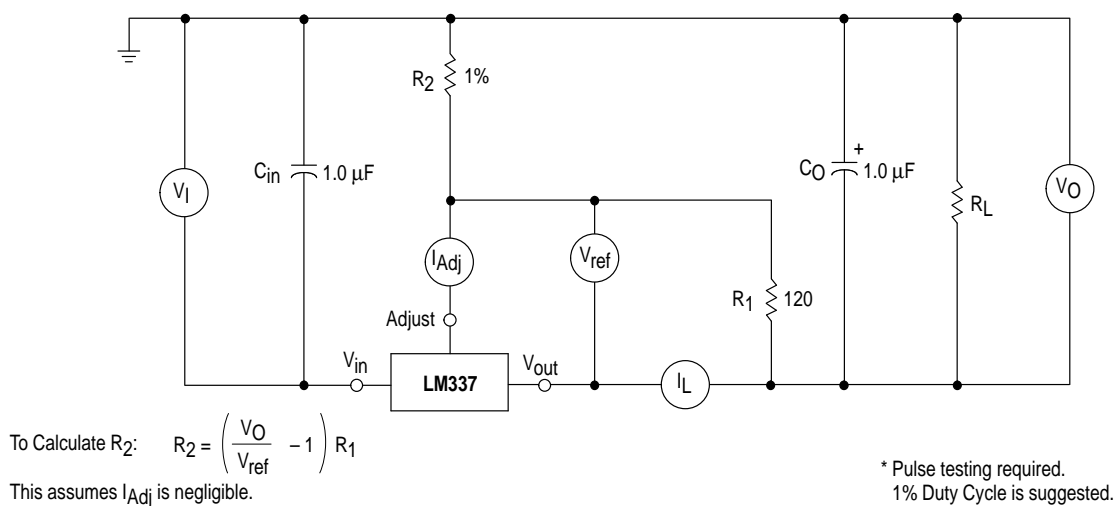 R2
1%
Cin
1.0 µF
VI
CO
+
1.0 µF
RL
VO
IAdj
Vref
R1
120
Adjust
Vin
LM337
Vout
IL
To Calculate R2: R2 = ( VO / Vref – 1 ) R1
This assumes IAdj is negligible.
* Pulse testing required.
1% Duty Cycle is suggested.